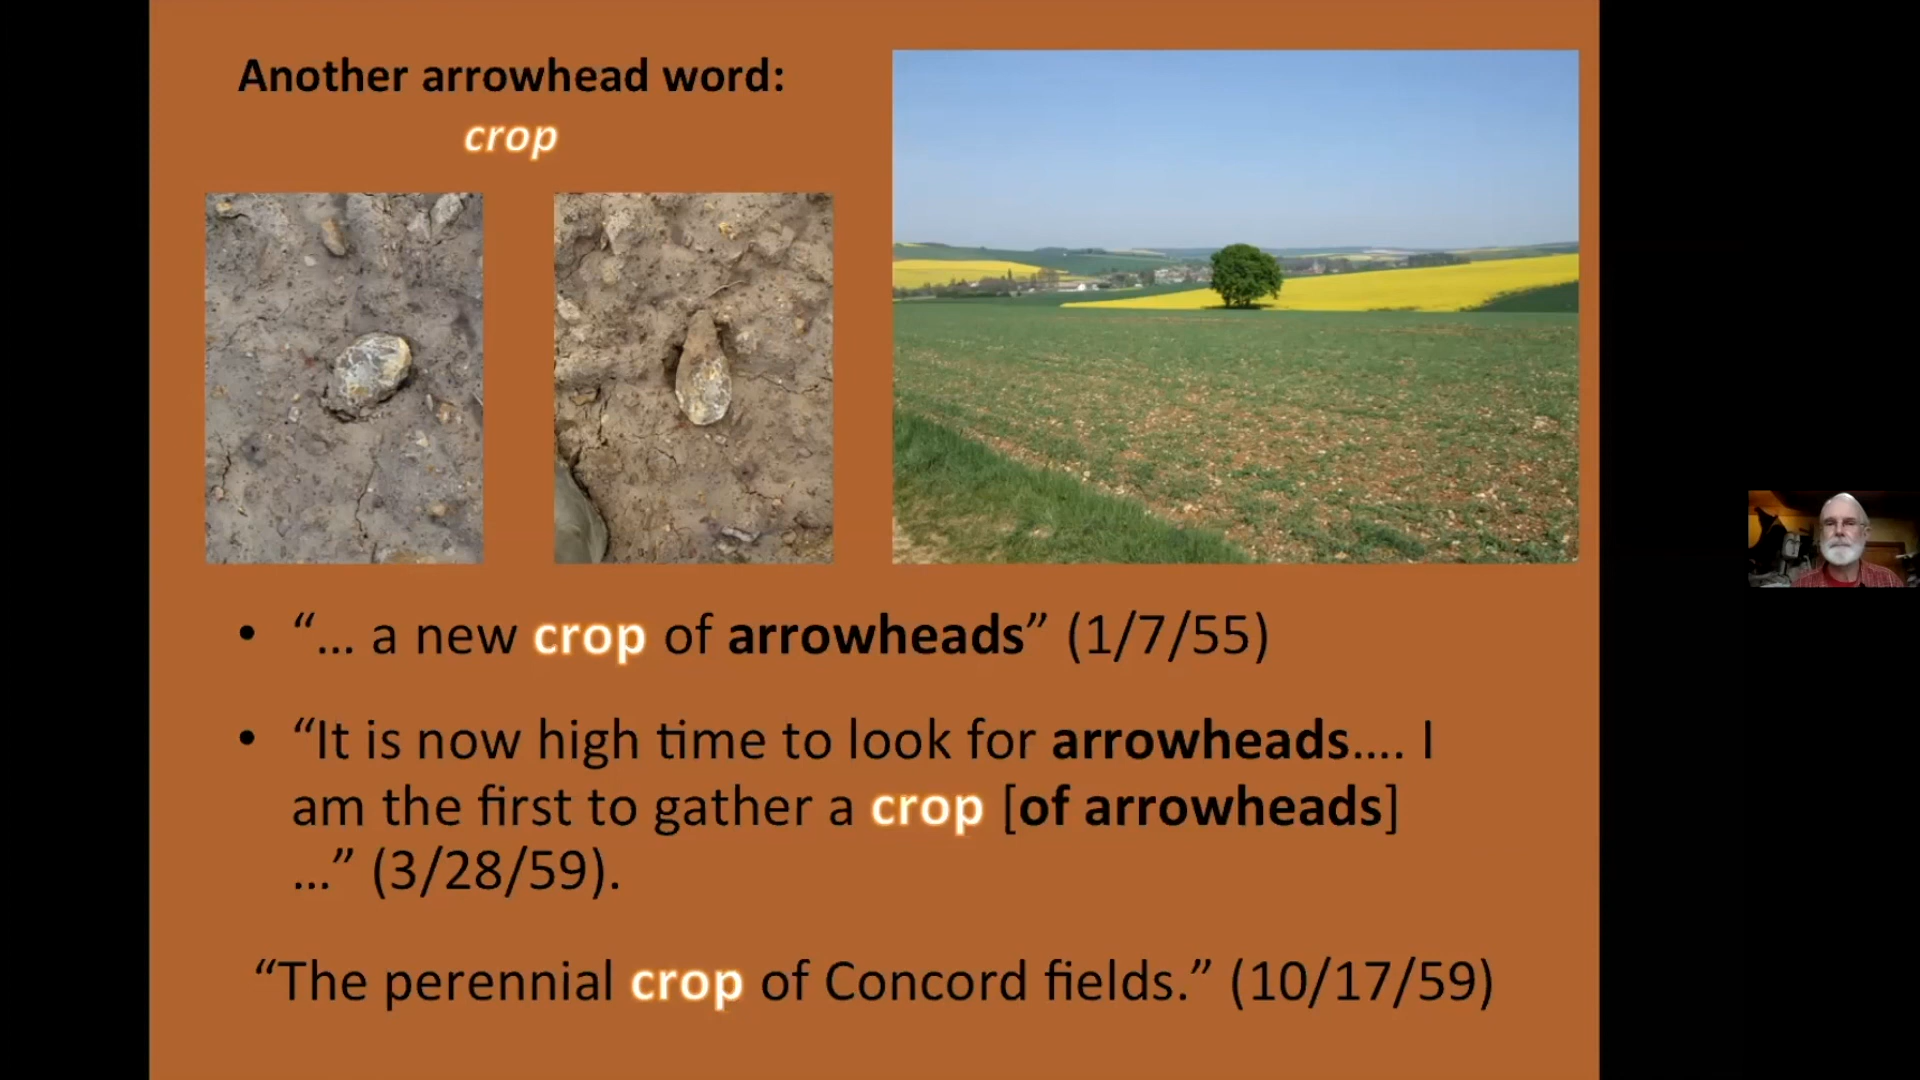 Another arrowhead word:
crop
• “... a new crop of arrowheads” (1/7/55)
• “It is now high time to look for arrowheads.... I
am the first to gather a crop [of arrowheads]
...” (3/28/59).
“The perennial crop of Concord fields.” (10/17/59)